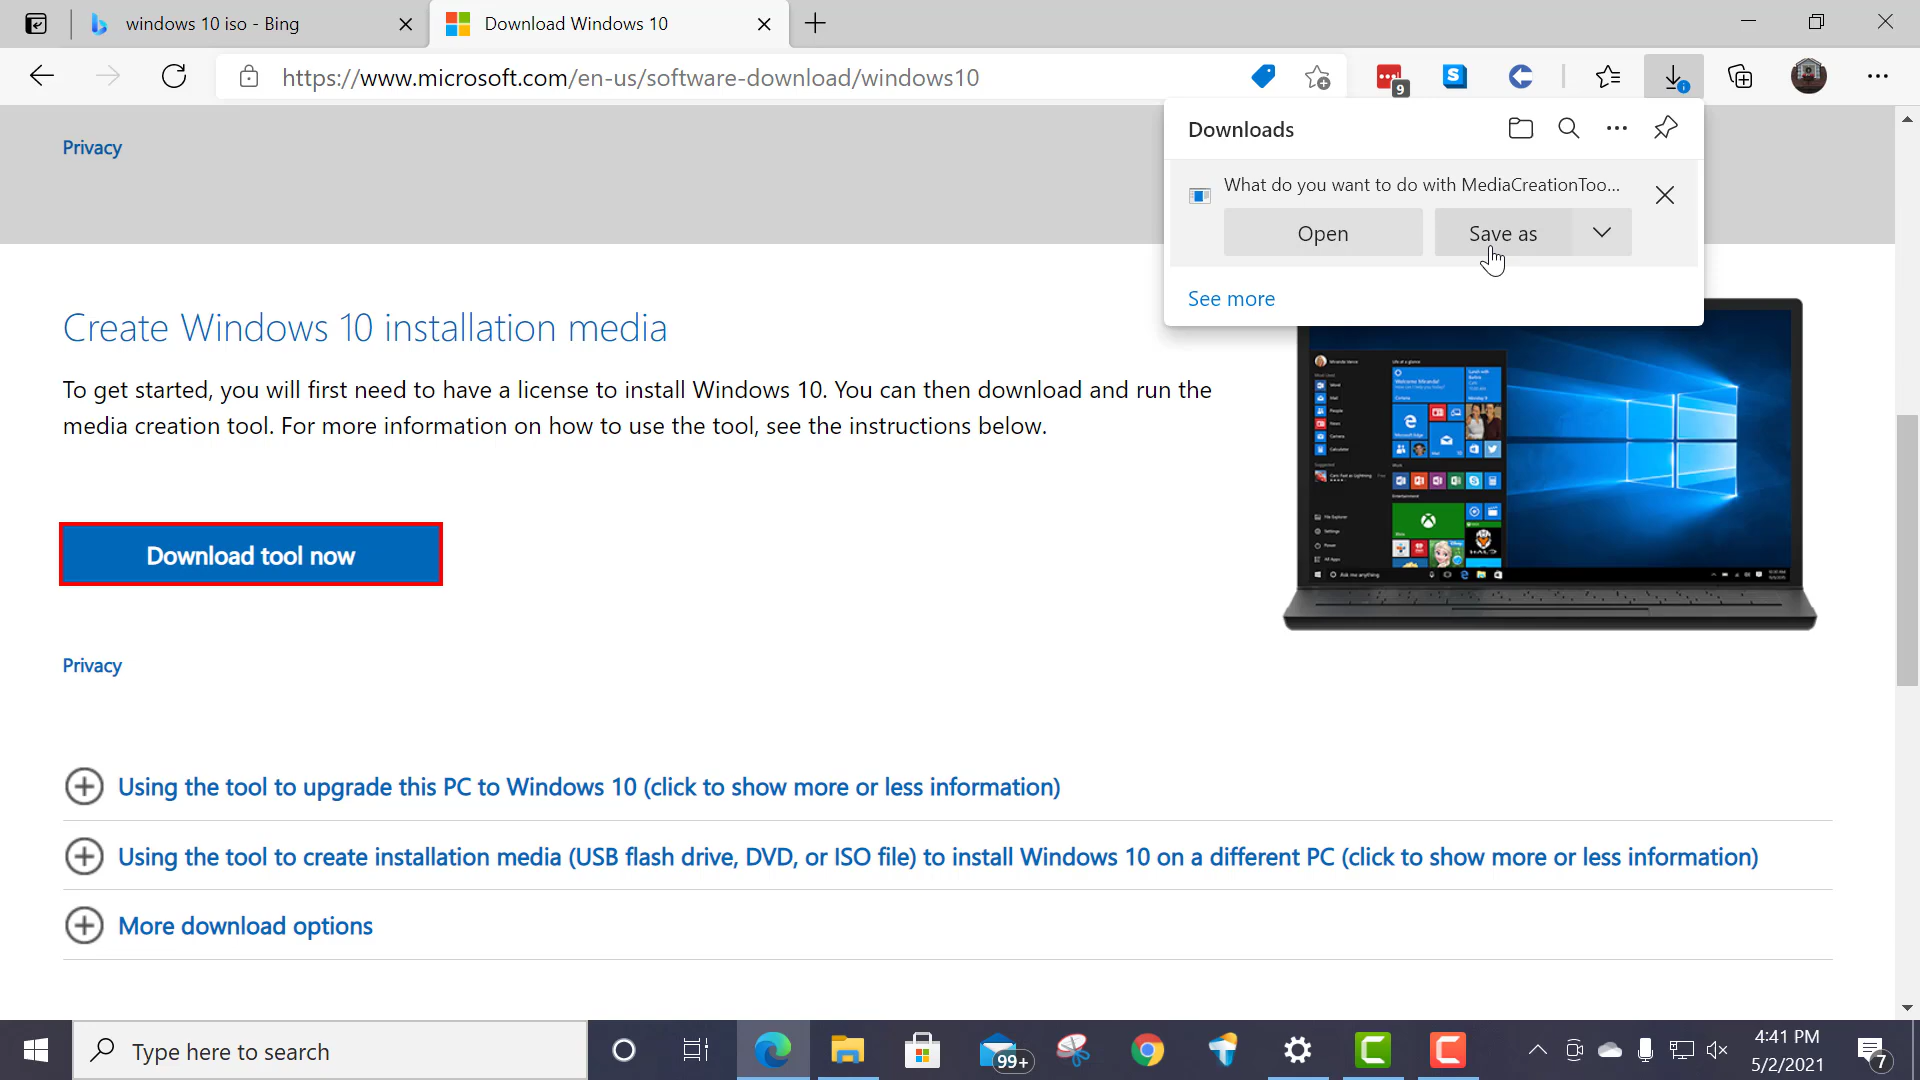 windows 10 iso - Bing
Download Windows 10
https://www.microsoft.com/en-us/software-download/windows10
9
Downloads
What do you want to do with MediaCreationToo...
Open
Save as
See more
Privacy
Create Windows 10 installation media
To get started, you will first need to have a license to install Windows 10. You can then download and run the
media creation tool. For more information on how to use the tool, see the instructions below.
Download tool now
Privacy
Using the tool to upgrade this PC to Windows 10 (click to show more or less information)
Using the tool to create installation media (USB flash drive, DVD, or ISO file) to install Windows 10 on a different PC (click to show more or less information)
More download options
Type here to search
99+
4:41 PM
5/2/2021
7